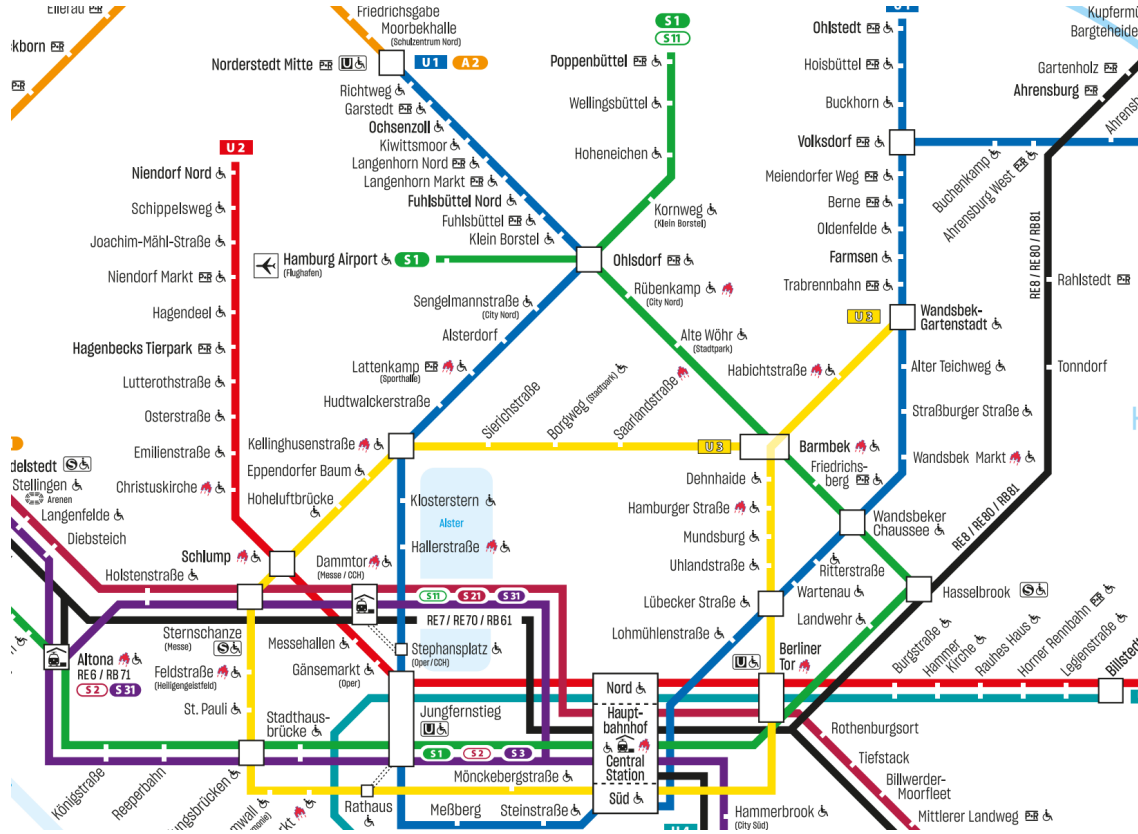 Ellerau P+R
Friedrichsgabe
Moorbekhalle
(Schulzentrum Nord)
Norderstedt Mitte P+R U
U1 A2
P+R
Richtweg
Garstedt P+R
Ochsenzoll
Kiwittsmoor
Langenhorn Nord P+R
Langenhorn Markt P+R
Fuhlsbüttel Nord
Fuhlsbüttel P+R
Klein Borstel
S1
S11
Poppenbüttel P+R
Wellingsbüttel
Hoheneichen
Kornweg
(Klein Borstel)
U1
Ohlstedt P+R
Hoisbüttel P+R
Buckhorn
Volksdorf P+R
Meiendorfer Weg P+R
Berne P+R
Oldenfelde
Farmsen
Trabrennbahn P+R
Bargteheide
Gartenholz P+R
Ahrensburg P+R
Buchenkamp
Ahrensburg West P+R
RE8 / RE80 / RB81
Rahlstedt P+R
Tonndorf
U2
Niendorf Nord
Schippelsweg
Joachim-Mähl-Straße
Niendorf Markt P+R
Hagendeel
Hagenbecks Tierpark P+R
Lutterothstraße
Osterstraße
Emilienstraße
Christuskirche
Hamburg Airport S1
(Flughafen)
Ohlsdorf P+R
Rübenkamp
(City Nord)
Alte Wöhr
(Stadtpark)
Sengelmannstraße
(City Nord)
Alsterdorf
Lattenkamp P+R
(Sporthalle)
Hudtwalckerstraße
Kellinghusenstraße
Sierichstraße
Borgweg (Stadtpark)
Saarlandstraße
U3
Habichtstraße
U3
Wandsbek-
Gartenstadt
Alter Teichweg
Straßburger Straße
Wandsbek Markt
Barmbek
Friedrichs-
berg P+R
Wandsbeker
Chaussee
Dehnhaide
Hamburger Straße
Mundsburg
Uhlandstraße
Lübecker Straße
Lohmühlenstraße
Ritterstraße
Wartenau
Landwehr
RE8 / RE80 / RB81
Hasselbrook S
Eppendorfer Baum
Hoheluftbrücke
Klosterstern
Alster
Hallerstraße
Stellingen
Arenen
Langenfelde
Diebsteich
Schlump
Holstenstraße
Dammtor
(Messe / CCH)
S11 S21 S31
RE7 / RE70 / RB61
Sternschanze
(Messe) S
Messehallen
Stephansplatz
(Oper/CCH)
Gänsemarkt
(Oper)
Altona
RE6 / RB71
S2 S31
Feldstraße
(Heiligengeistfeld)
St. Pauli
Stadthaus-
brücke
Jungfernstieg
U
S1 S2 S3
Nord
Haupt-
bahnhof
Central
Station
Süd
U
Berliner
Tor
Burgstraße
Hammer
Kirche
Rauhes Haus
Horner Rennbahn P+R
Legienstraße
Rothenburgsort
Tiefstack
Billwerder-
Moorfleet
Mittlerer Landweg P+R
Königstraße
Reeperbahn
Rathaus
Mönckebergstraße
Meßberg
Steinstraße
Hammerbrook
(City Süd)